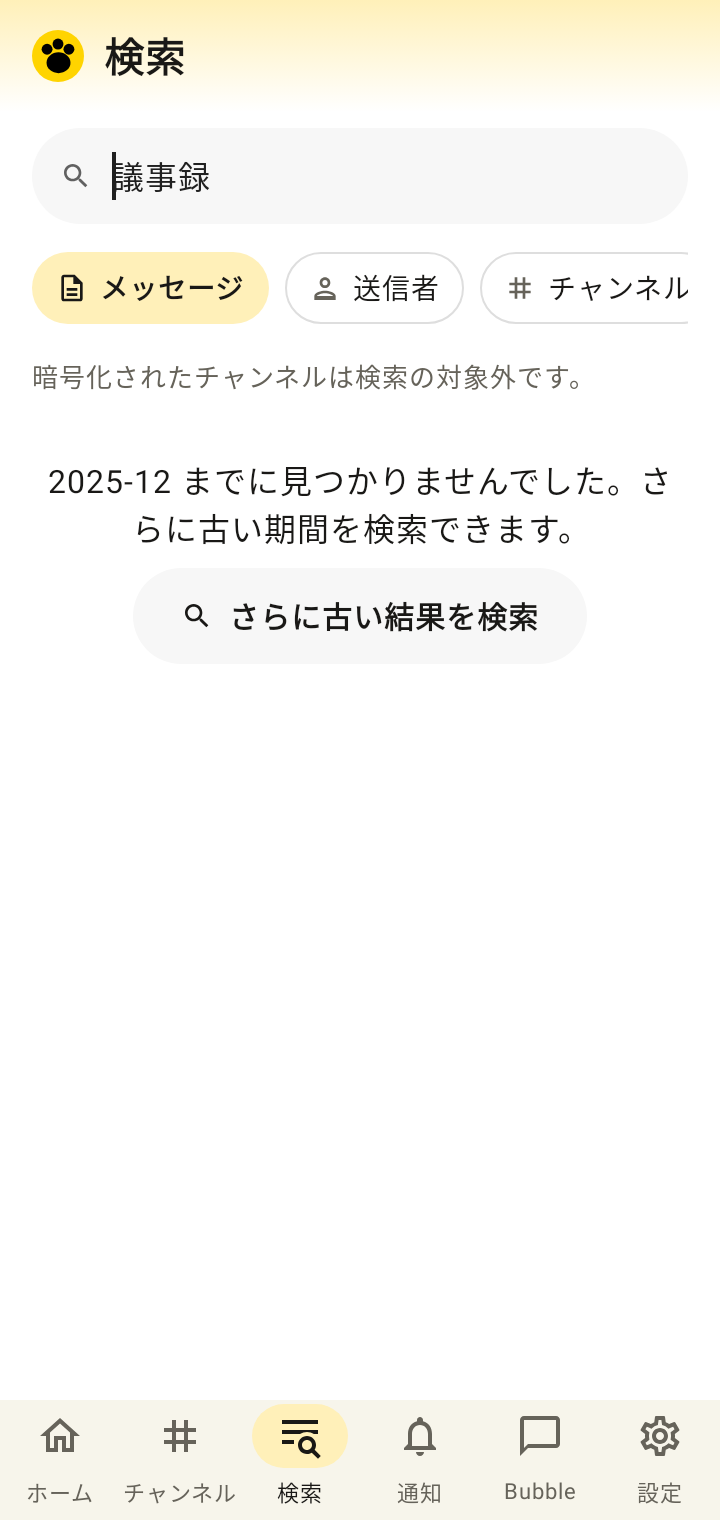 検索
議事録
メッセージ
送信者
チャンネル
暗号化されたチャンネルは検索の対象外です。
2025-12 までに見つかりませんでした。さ
らに古い期間を検索できます。
さらに古い結果を検索
ホーム
チャンネル
検索
通知
Bubble
設定